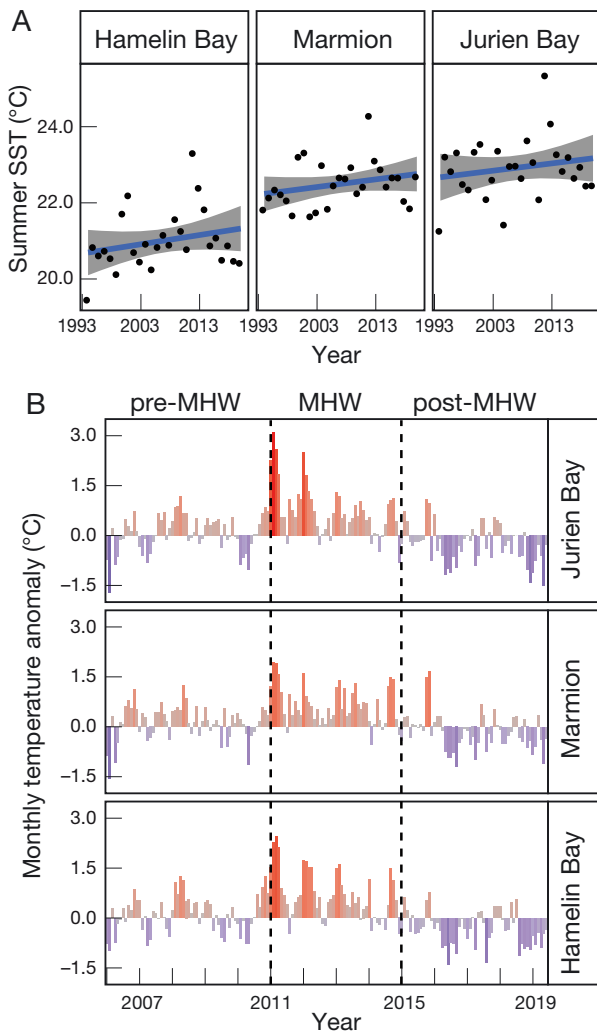 A
Hamelin Bay Marmion Jurien Bay
Summer SST (°C)
24.0
22.0
20.0
1993 2003 2013 1993 2003 2013 1993 2003 2013
Year
B
pre-MHW MHW post-MHW
Monthly temperature anomaly (°C)
3.0
1.5
0.0
−1.5
Jurien Bay
3.0
1.5
0.0
−1.5
Marmion
3.0
1.5
0.0
−1.5
Hamelin Bay
2007 2011 2015 2019
Year